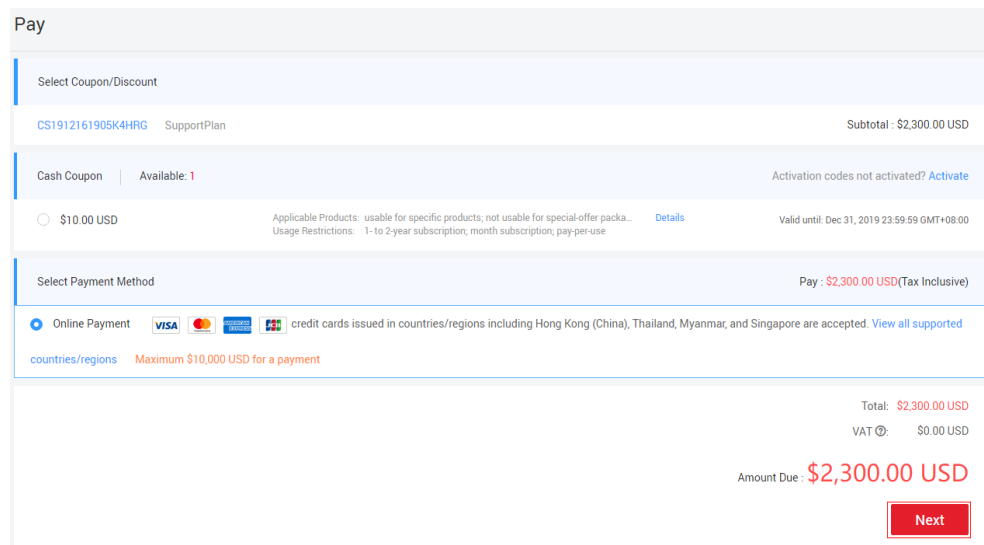 Pay
Select Coupon/Discount
CS1912161905K4HRG SupportPlan Subtotal : $2,300.00 USD
Cash Coupon Available: 1 Activation codes not activated? Activate
$10.00 USD Applicable Products: usable for specific products; not usable for special-offer packa... Details Valid until: Dec 31, 2019 23:59:59 GMT+08:00
Usage Restrictions: 1- to 2-year subscription; month subscription; pay-per-use
Select Payment Method Pay : $2,300.00 USD(Tax Inclusive)
Online Payment VISA AMERICAN EXPRESS JCB credit cards issued in countries/regions including Hong Kong (China), Thailand, Myanmar, and Singapore are accepted. View all supported
countries/regions Maximum $10,000 USD for a payment
Total: $2,300.00 USD
VAT ?: $0.00 USD
Amount Due : $2,300.00 USD
Next